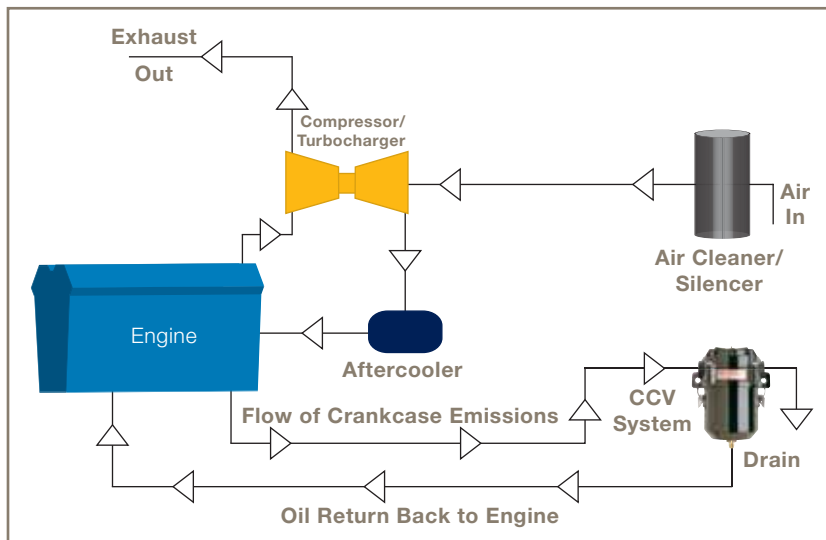 Exhaust
Out
Compressor/
Turbocharger
Air
In
Air Cleaner/
Silencer
Engine
Aftercooler
Flow of Crankcase Emissions
CCV
System
Drain
Oil Return Back to Engine